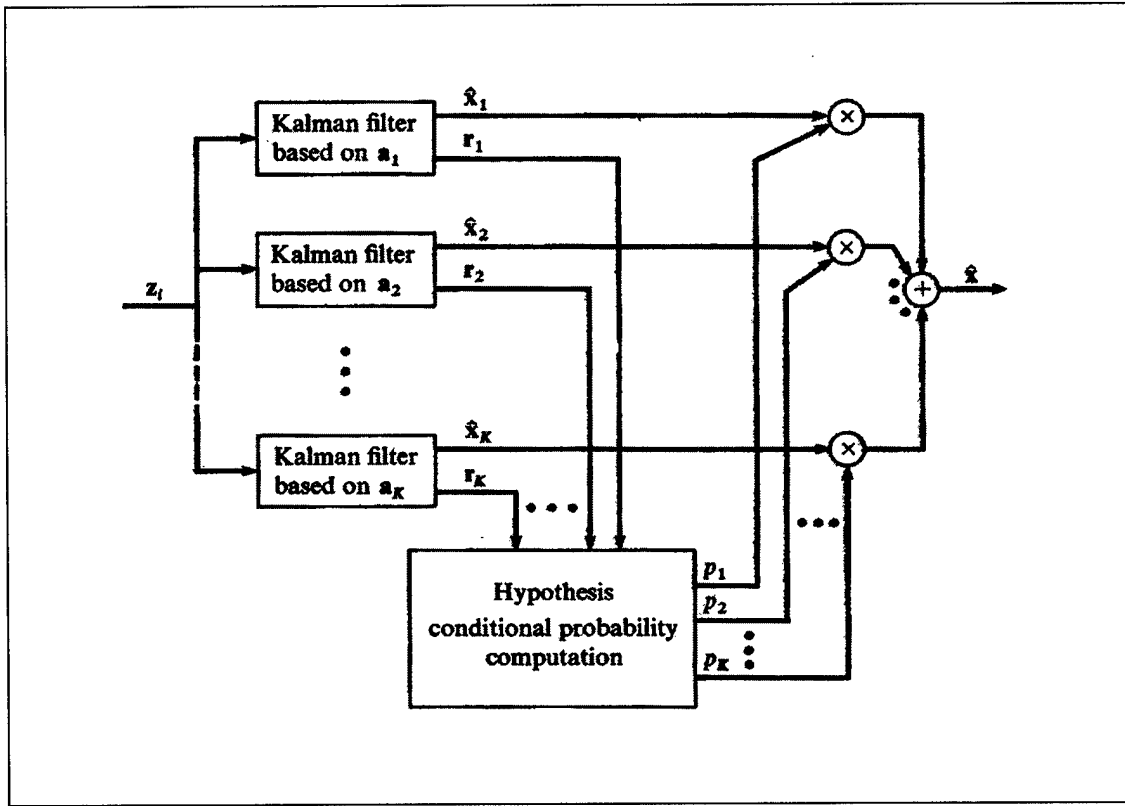 x̂₁
Kalman filter
based on a₁
r₁
x̂₂
Kalman filter
based on a₂
r₂
zᵢ
x̂
x̂_K
Kalman filter
based on a_K
r_K
Hypothesis
conditional probability
computation
p₁
p₂
p_K